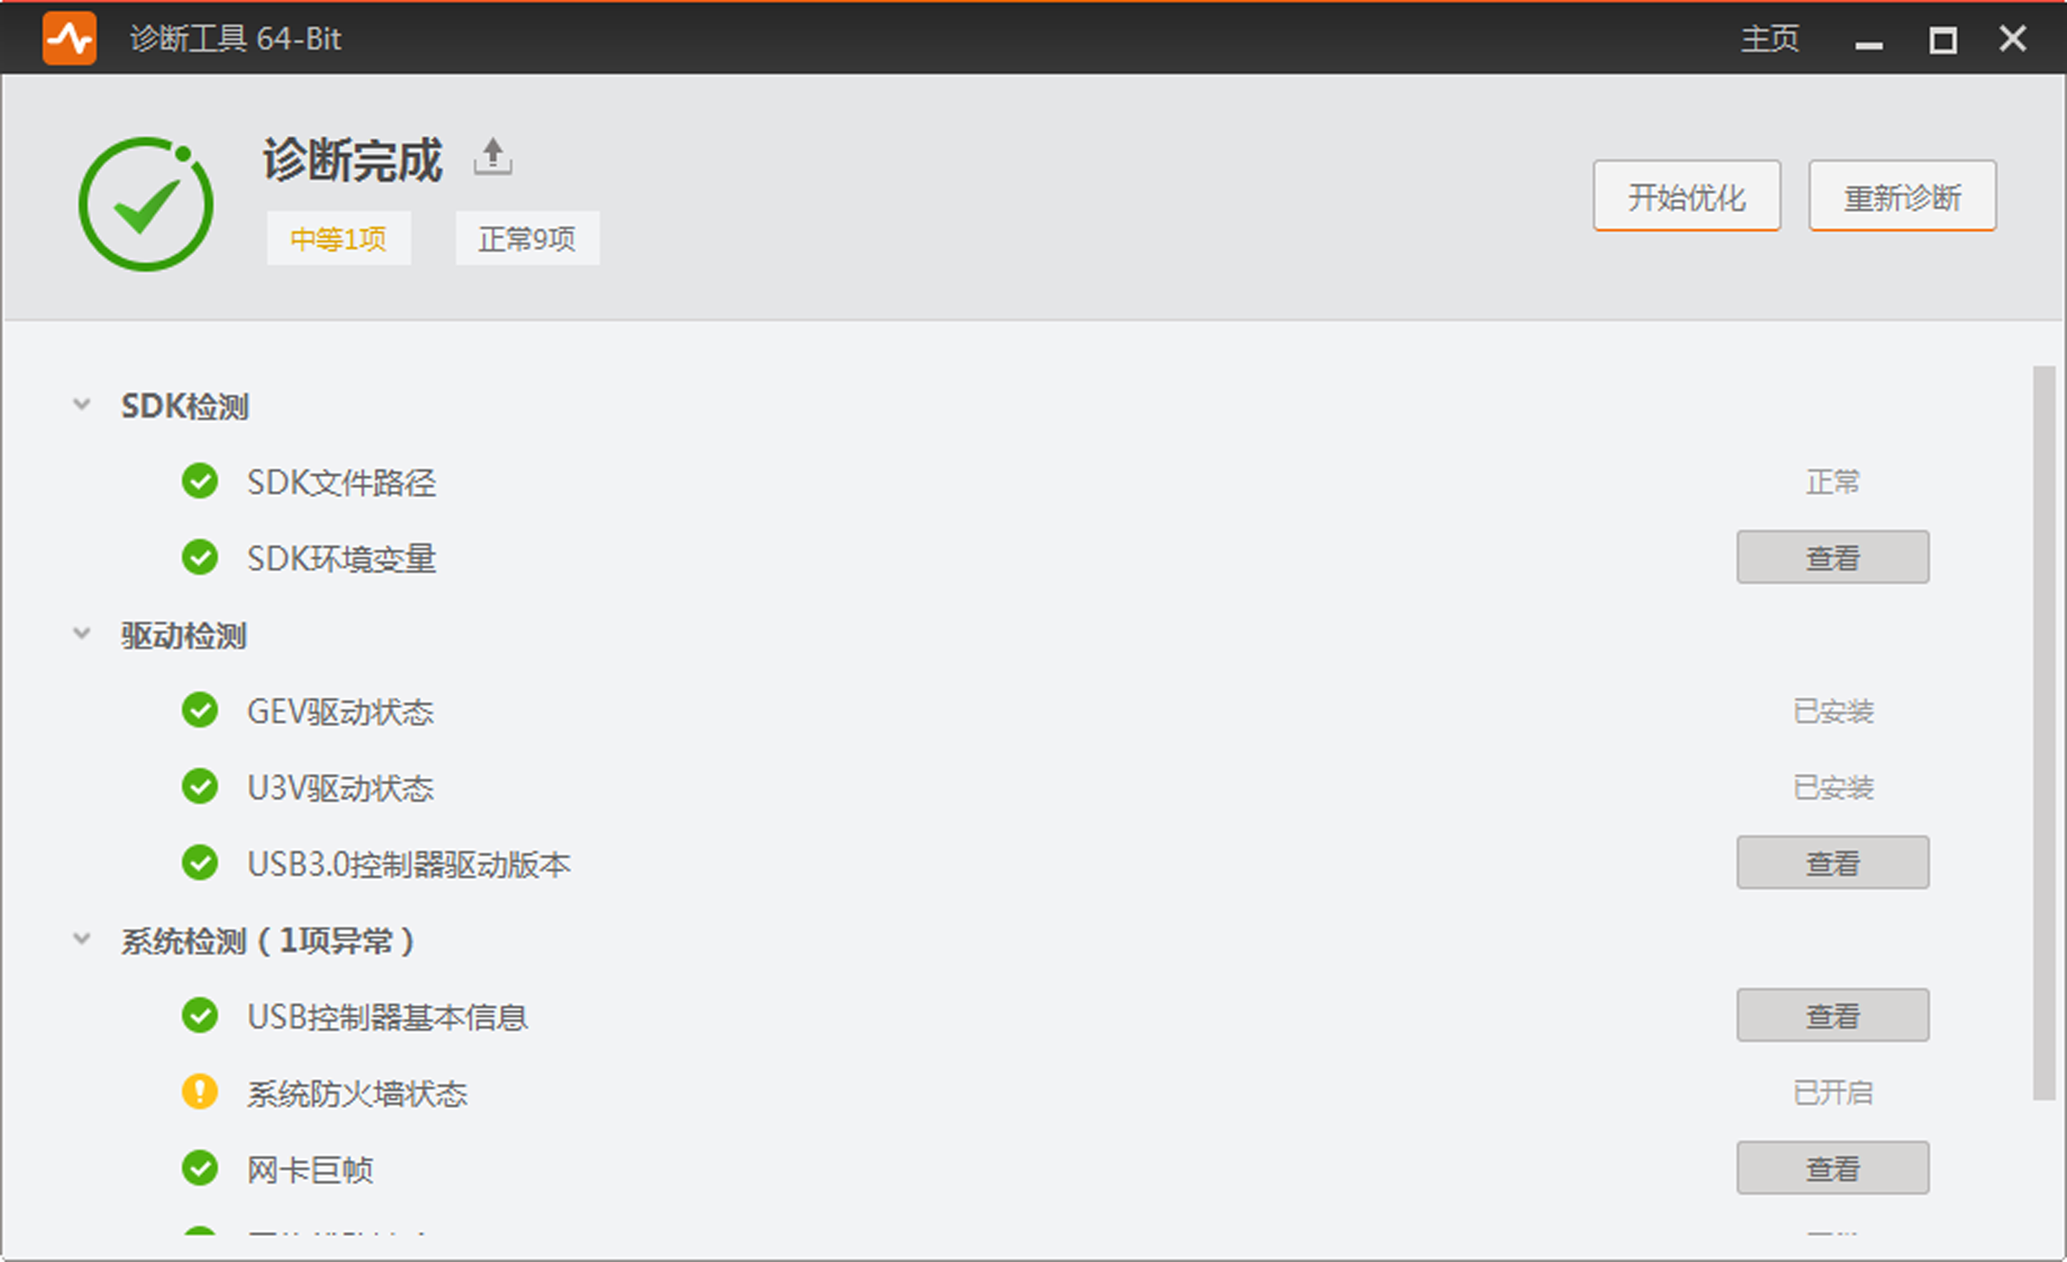 诊断工具 64-Bit 主页
诊断完成
中等1项 正常9项 开始优化 重新诊断
SDK检测
SDK文件路径 正常
SDK环境变量 查看
驱动检测
GEV驱动状态 已安装
U3V驱动状态 已安装
USB3.0控制器驱动版本 查看
系统检测（1项异常）
USB控制器基本信息 查看
系统防火墙状态 已开启
网卡巨帧 查看